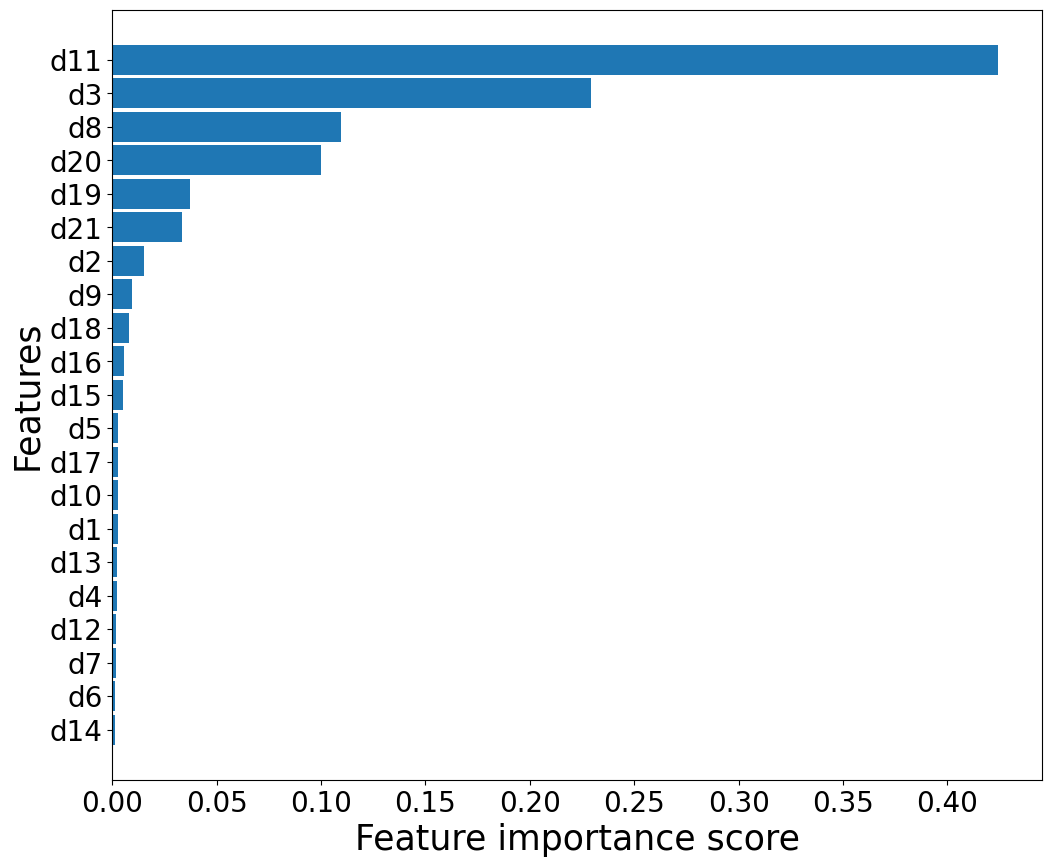 d11
d3
d8
d20
d19
d21
d2
d9
d18
d16
d15
d5
d17
d10
d1
d13
d4
d12
d7
d6
d14
Features
0.00 0.05 0.10 0.15 0.20 0.25 0.30 0.35 0.40
Feature importance score